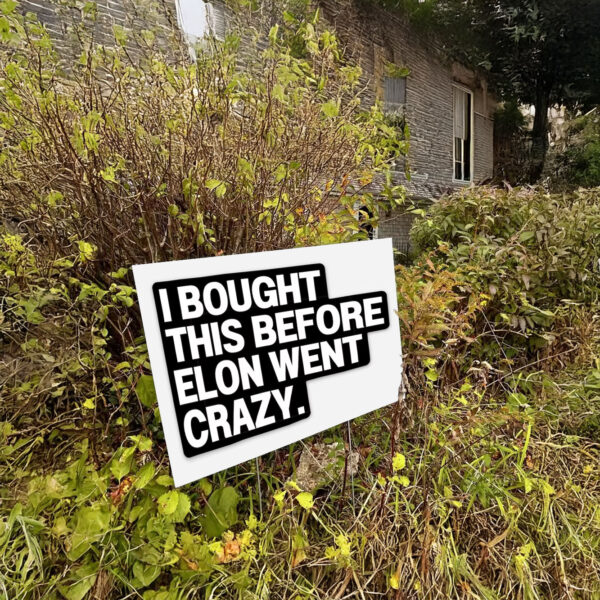 I BOUGHT
THIS BEFORE
ELON WENT
CRAZY.